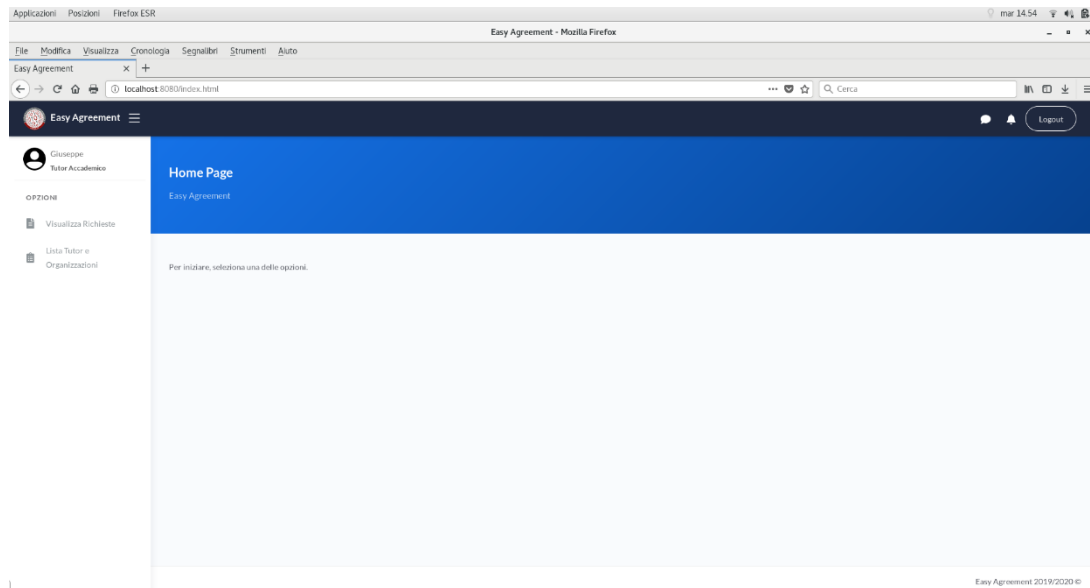 Applicazioni Posizioni Firefox ESR mar 14.54
Easy Agreement - Mozilla Firefox
File Modifica Visualizza Cronologia Segnalibri Strumenti Aiuto
Easy Agreement
localhost:8080/index.html Cerca
Easy Agreement Logout
Giuseppe
Tutor Accademico
Home Page
Easy Agreement
OPZIONI
Visualizza Richieste
Lista Tutor e
Organizzazioni
Per iniziare, seleziona una delle opzioni.
Easy Agreement 2019/2020 ©